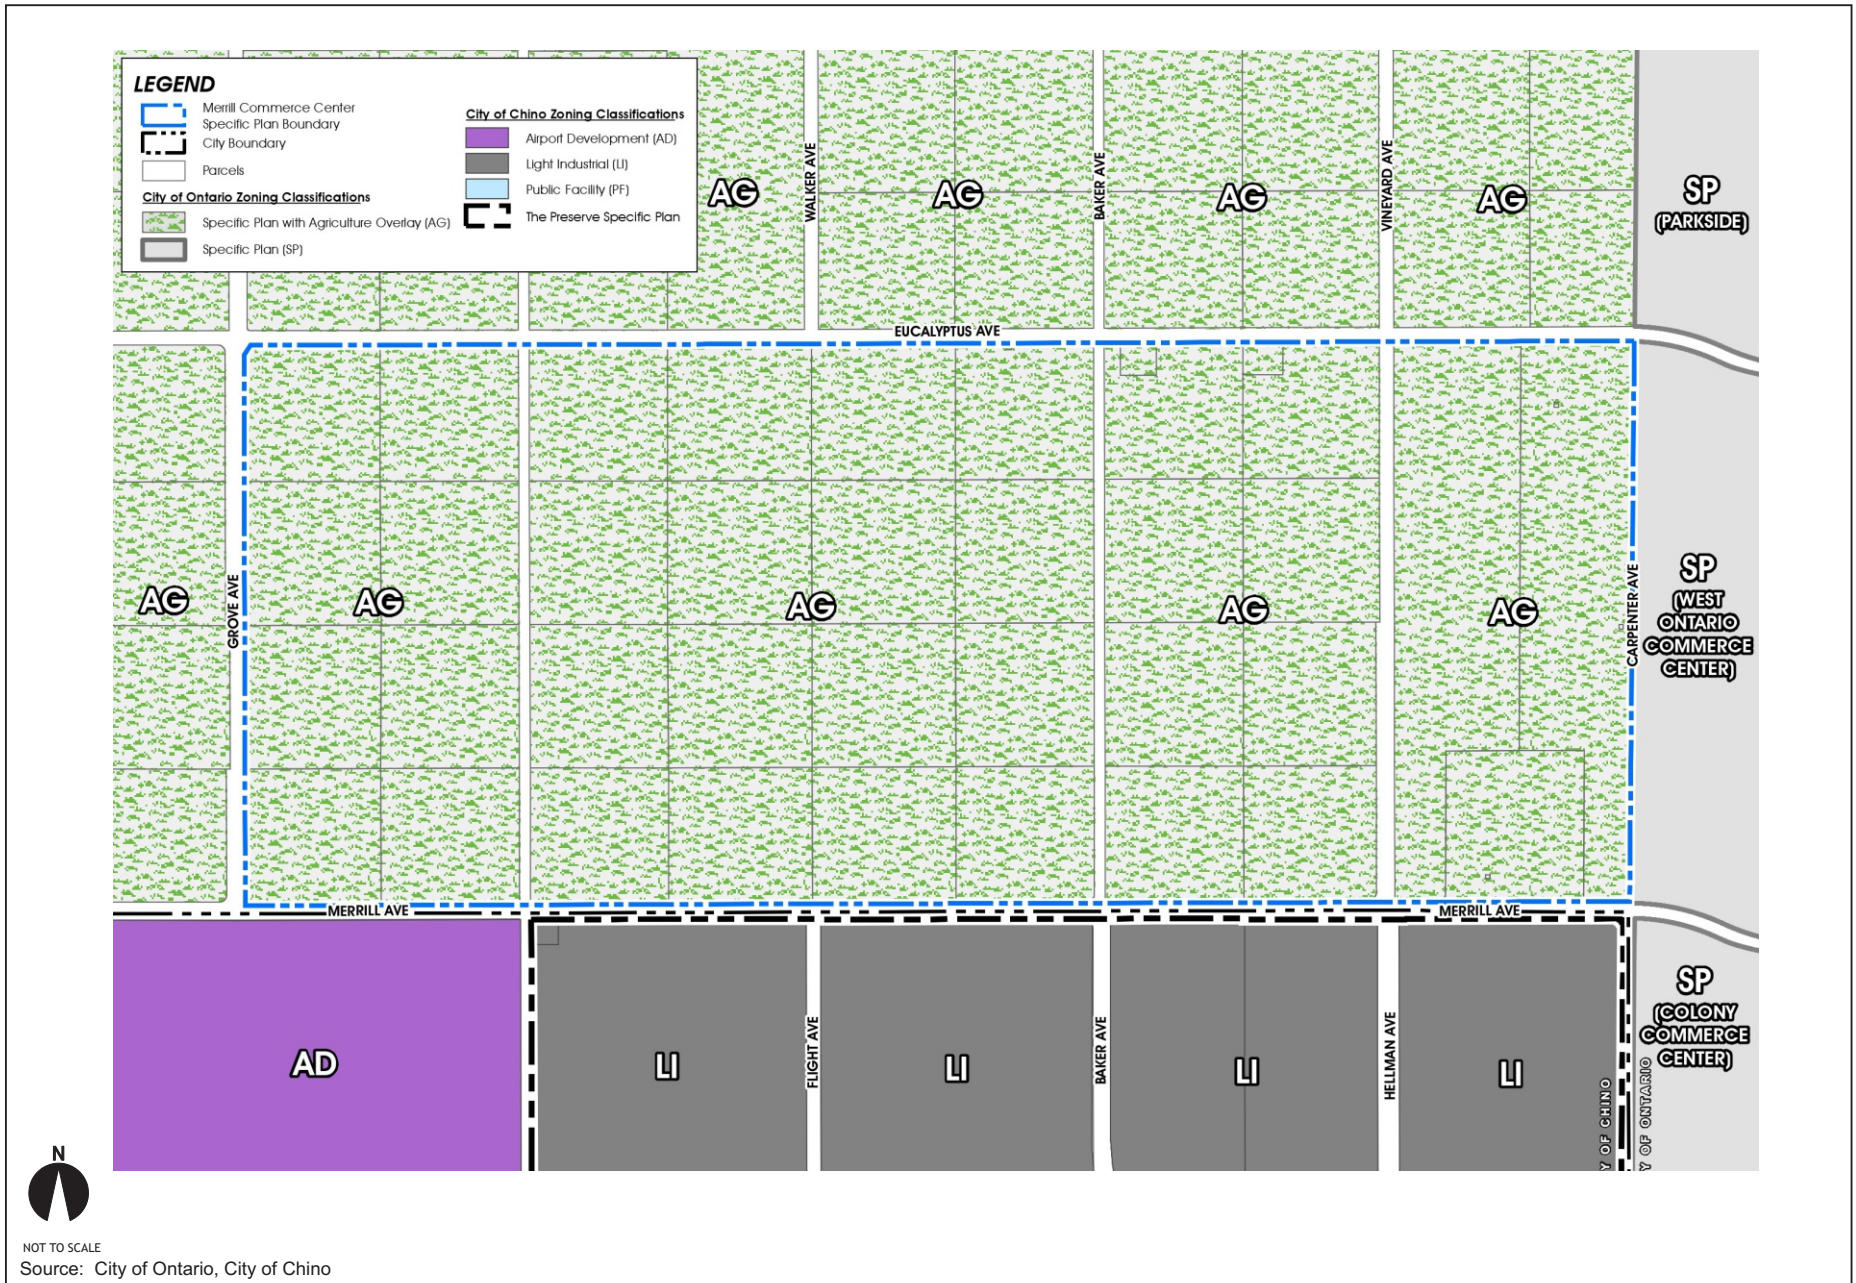 LEGEND
Merrill Commerce Center
Specific Plan Boundary
City Boundary
Parcels
City of Ontario Zoning Classifications
Specific Plan with Agriculture Overlay (AG)
Specific Plan (SP)
City of Chino Zoning Classifications
Airport Development (AD)
Light Industrial (LI)
Public Facility (PF)
The Preserve Specific Plan
AG
WALKER AVE
AG
BAKER AVE
AG
VINEYARD AVE
AG
SP
(PARKSIDE)
EUCALYPTUS AVE
AG
GROVE AVE
AG
AG
AG
AG
CARPENTER AVE
SP
(WEST
ONTARIO
COMMERCE
CENTER)
MERRILL AVE
MERRILL AVE
AD
LI
FLIGHT AVE
LI
BAKER AVE
LI
HELLMAN AVE
LI
Y OF CHINO
Y OF ONTARIO
SP
(COLONY
COMMERCE
CENTER)
N
NOT TO SCALE
Source: City of Ontario, City of Chino